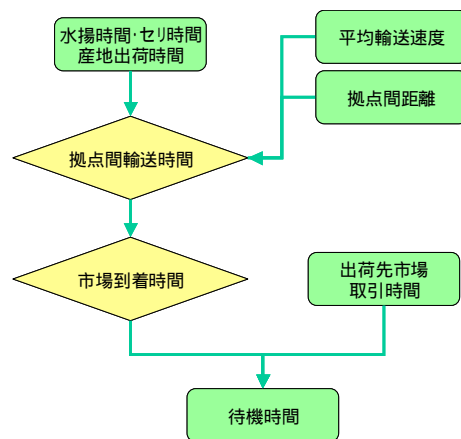 水揚時間･セリ時間
産地出荷時間
平均輸送速度
拠点間距離
拠点間輸送時間
市場到着時間
出荷先市場
取引時間
待機時間